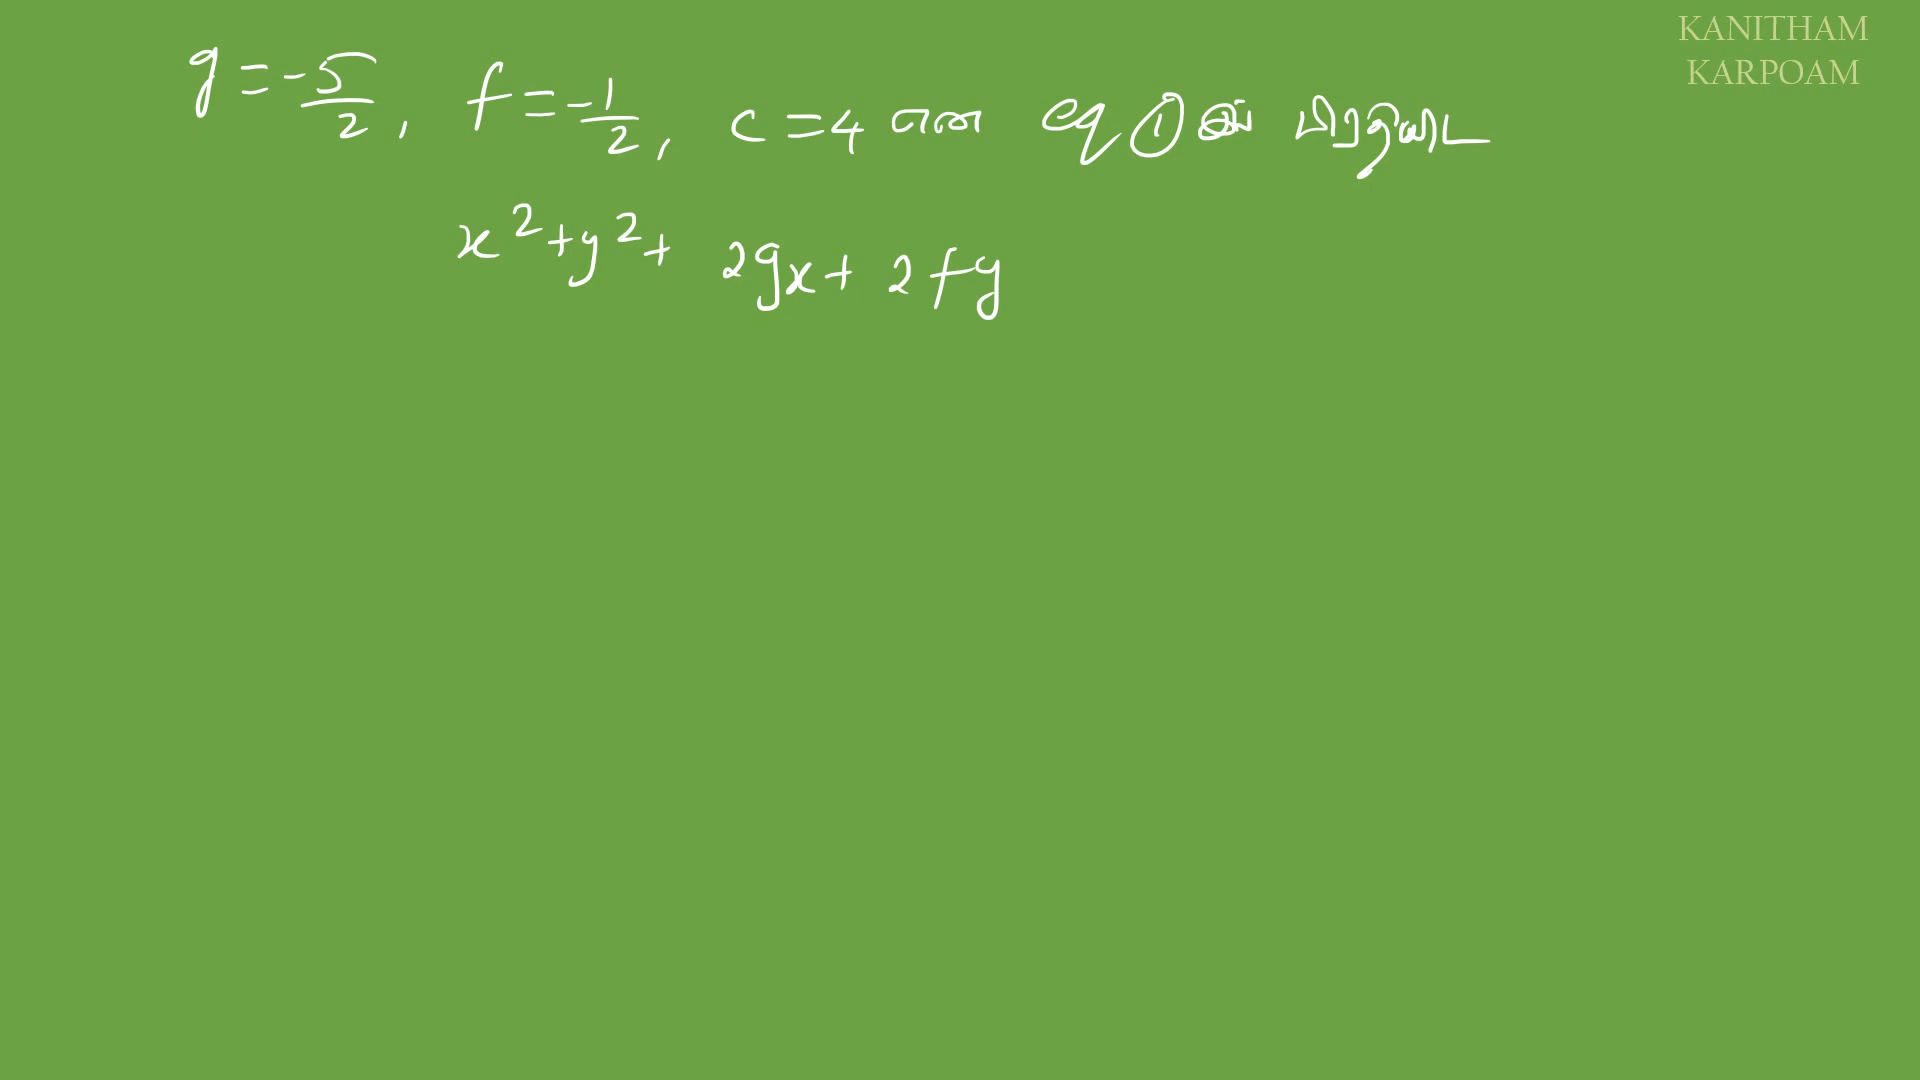 KANITHAM
KARPOAM
g = -5/2, f = -1/2, c = 4 என eq ① இல் பிரதியிட
x² + y² + 2gx + 2fy